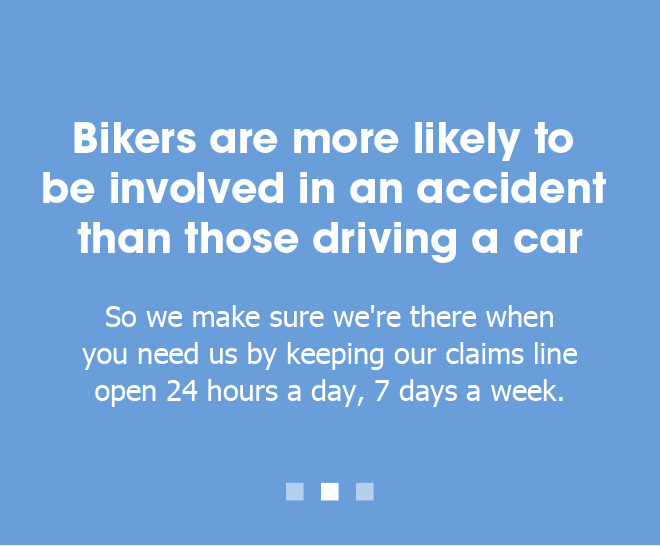 Bikers are more likely to
be involved in an accident
than those driving a car
So we make sure we're there when
you need us by keeping our claims line
open 24 hours a day, 7 days a week.